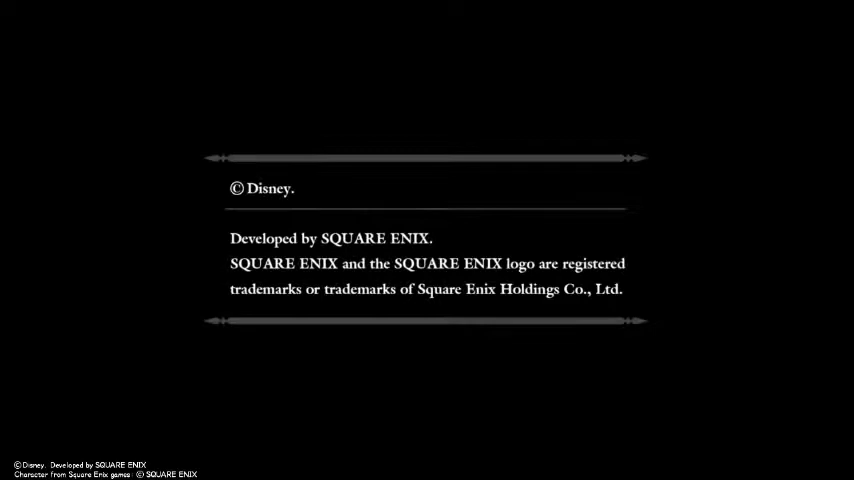 © Disney.
Developed by SQUARE ENIX.
SQUARE ENIX and the SQUARE ENIX logo are registered
trademarks or trademarks of Square Enix Holdings Co., Ltd.
© Disney. Developed by SQUARE ENIX
Character from Square Enix games: © SQUARE ENIX